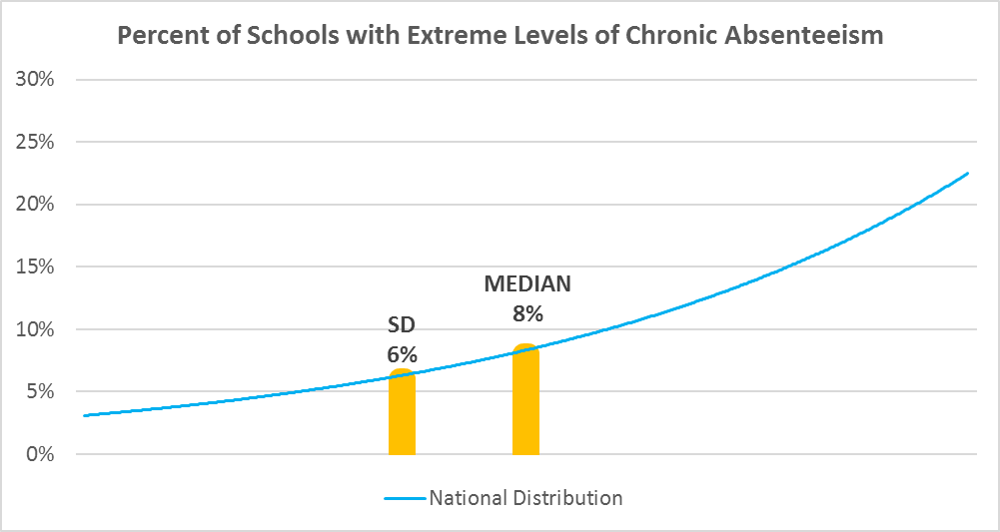 Percent of Schools with Extreme Levels of Chronic Absenteeism
30%
25%
20%
15%
10%
5%
0%
MEDIAN
8%
SD
6%
National Distribution